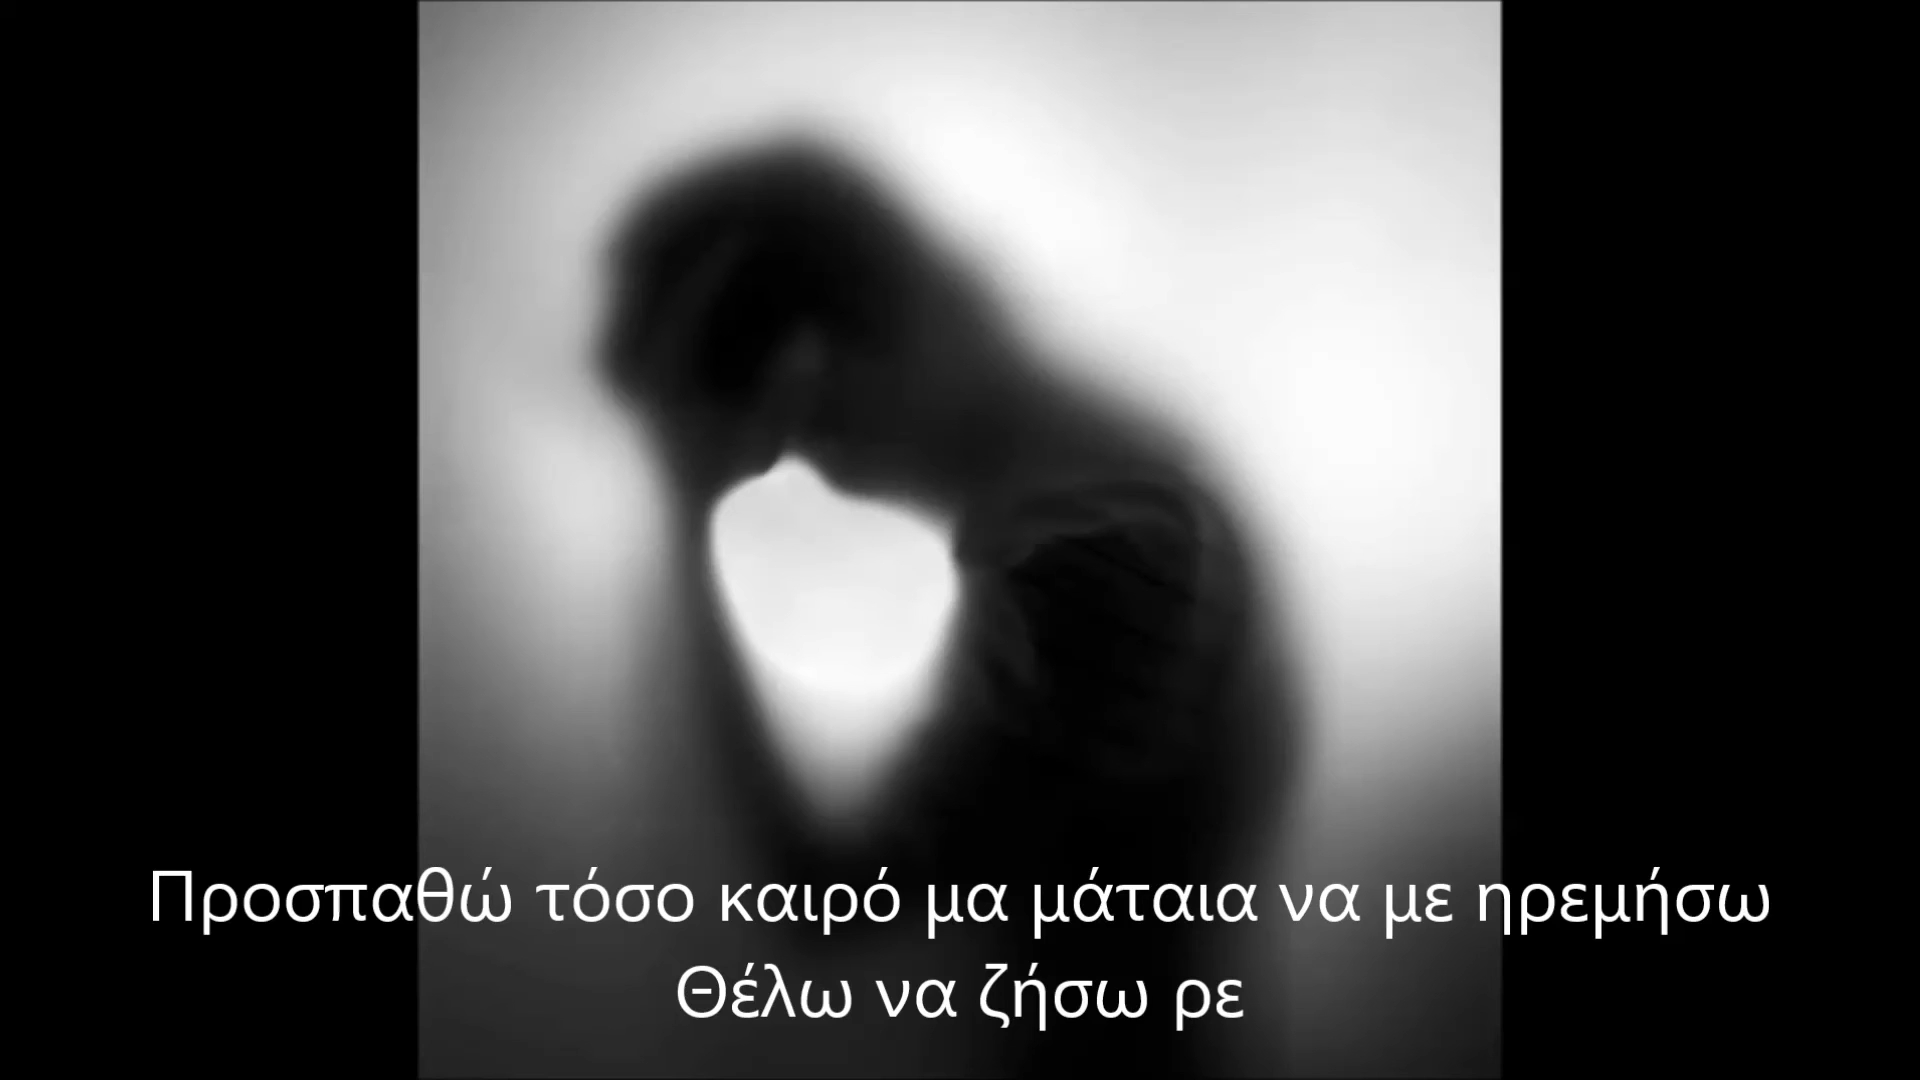 Προσπαθώ τόσο καιρό μα μάταια να με ηρεμήσω
Θέλω να ζήσω ρε